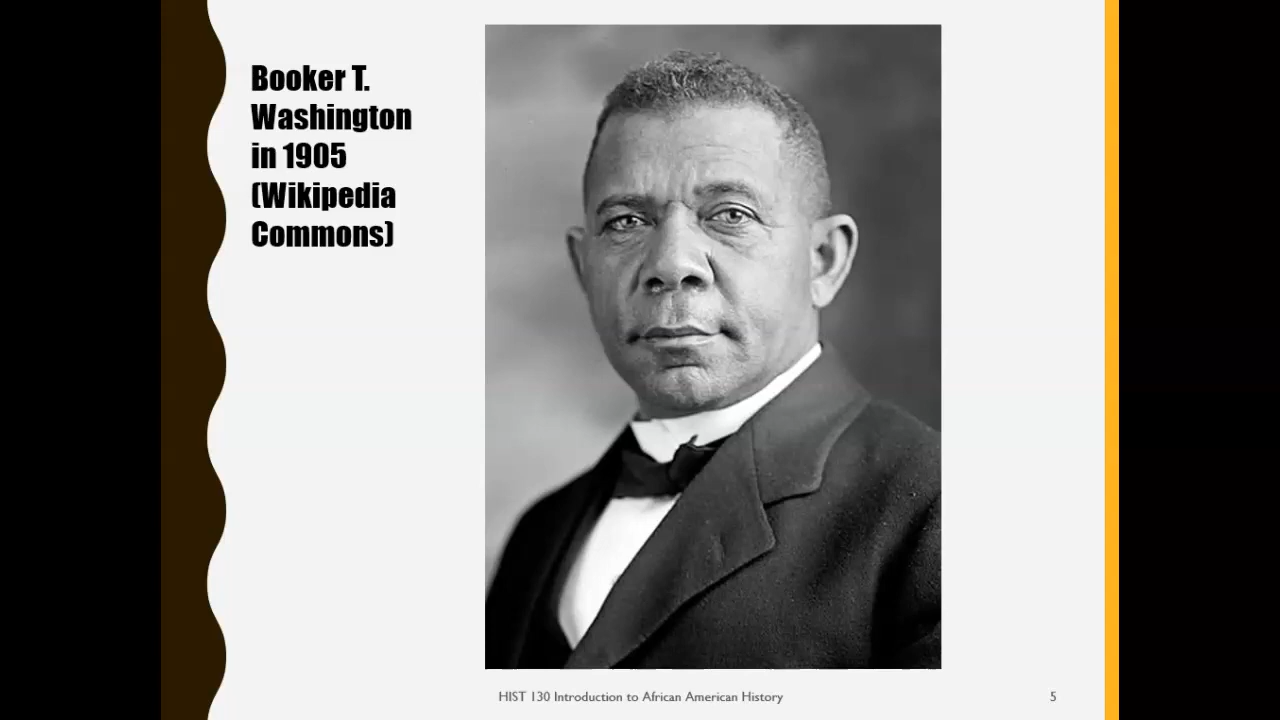 Booker T.
Washington
in 1905
(Wikipedia
Commons)
HIST 130 Introduction to African American History
5